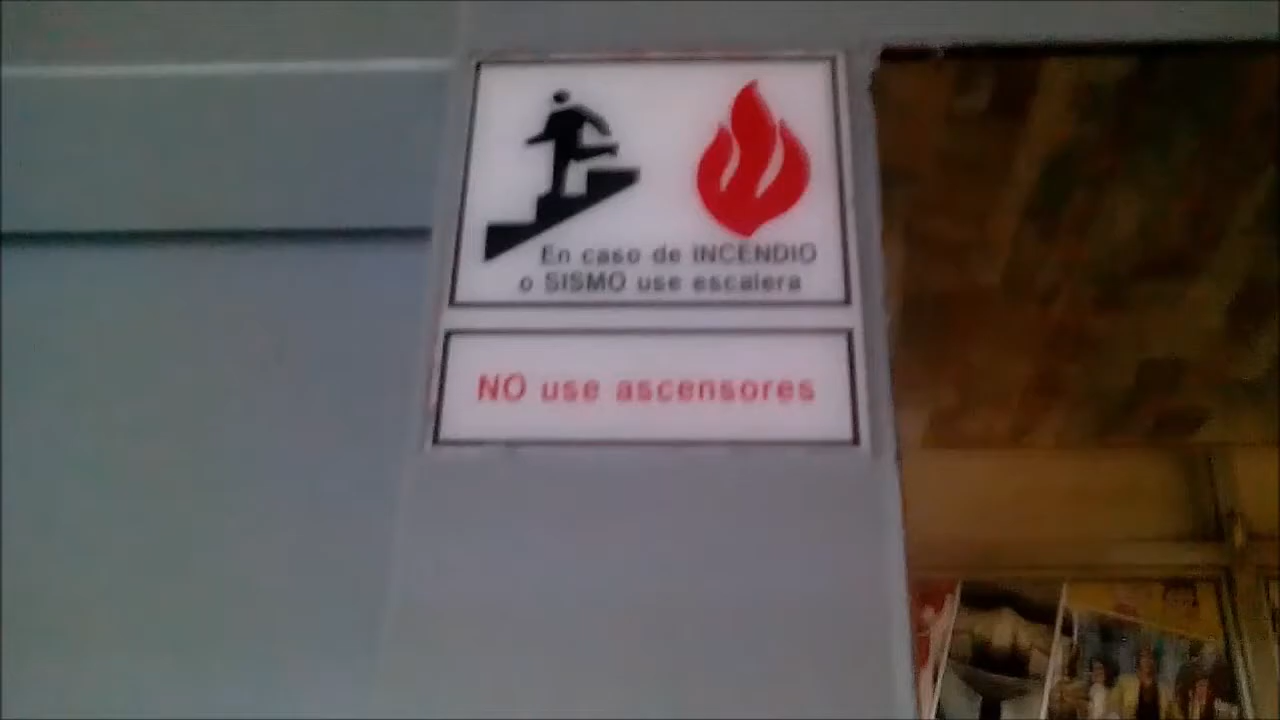 En caso de INCENDIO
o SISMO use escalera
NO use ascensores